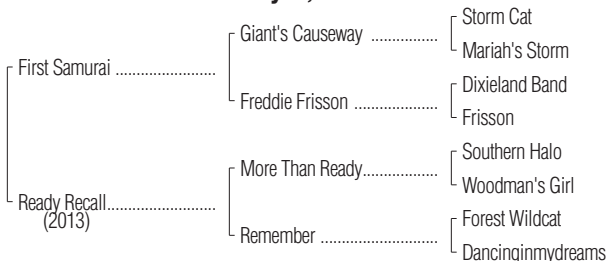 Storm Cat
Giant's Causeway ................
Mariah's Storm
First Samurai ........................
Dixieland Band
Freddie Frisson ....................
Frisson
Southern Halo
More Than Ready..................
Woodman's Girl
Ready Recall..........................
(2013)
Forest Wildcat
Remember ............................
Dancinginmydreams